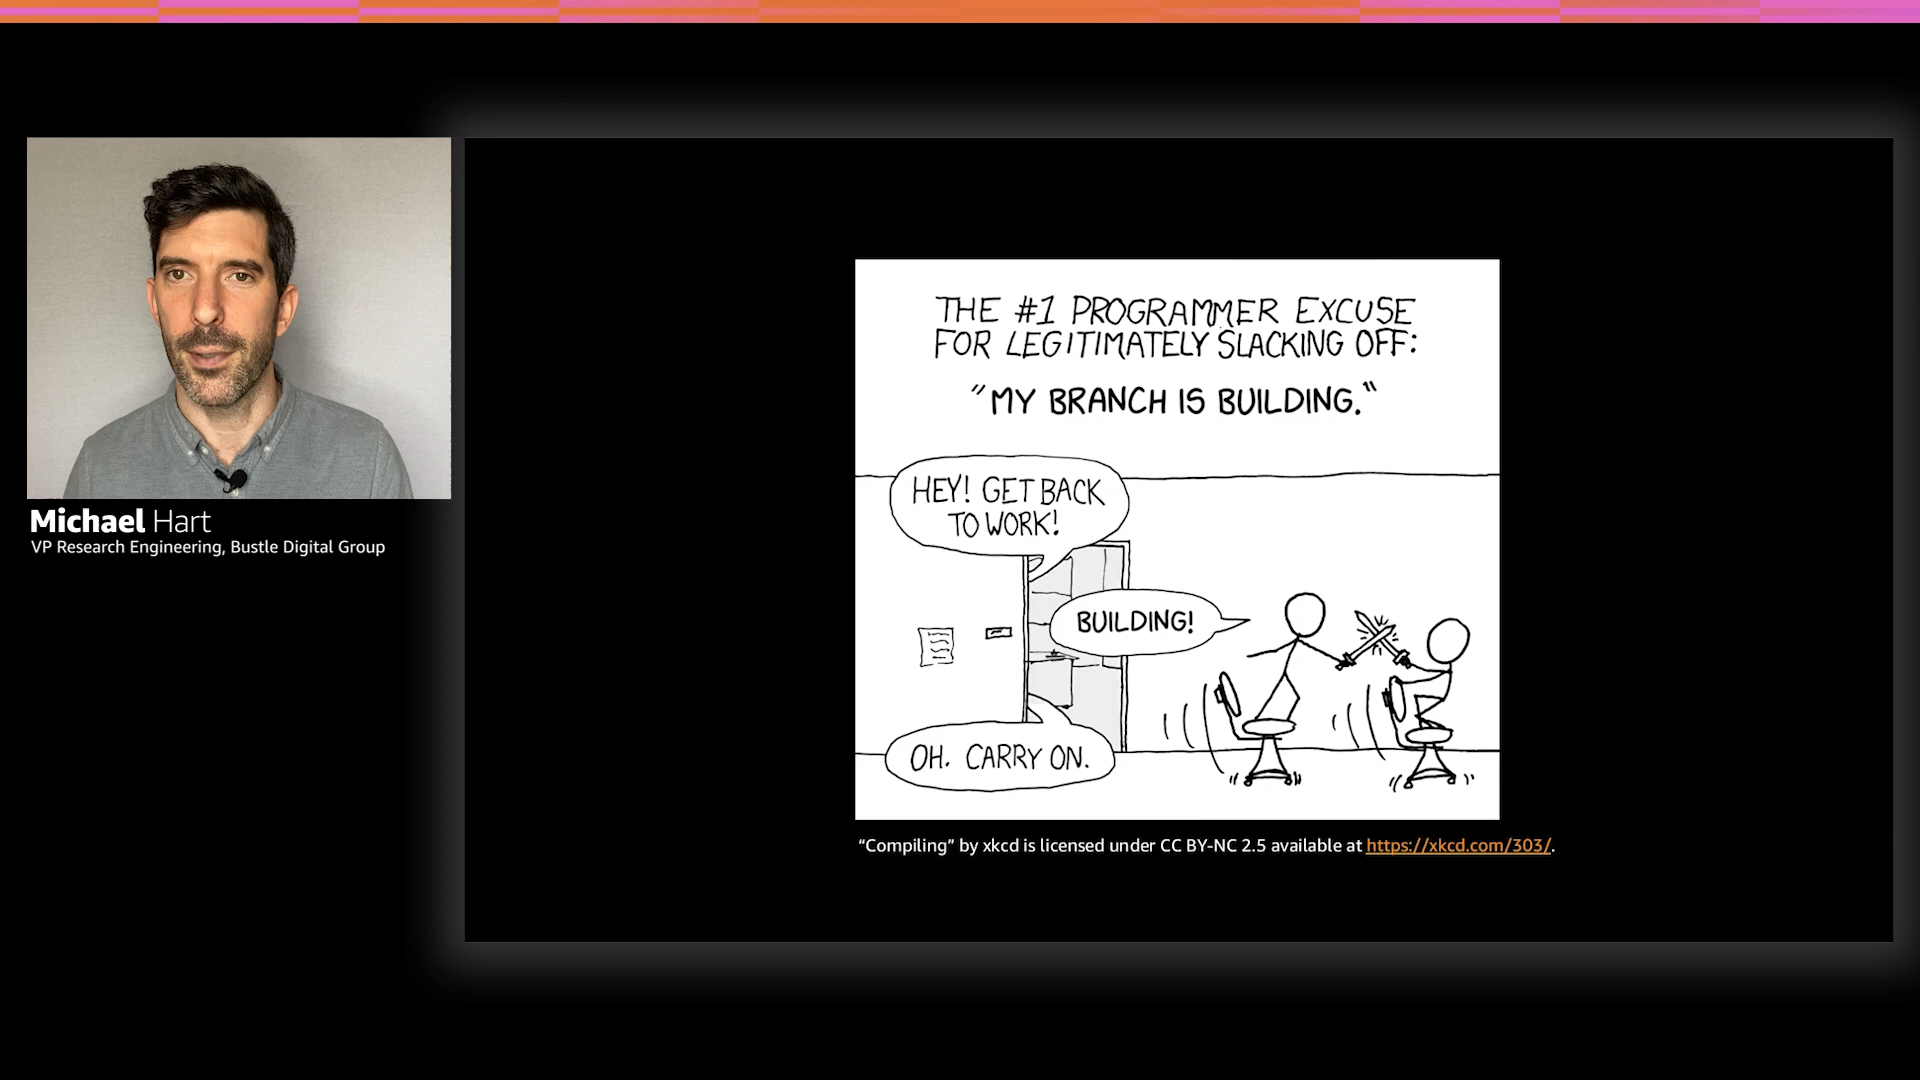 Michael Hart
VP Research Engineering, Bustle Digital Group
THE #1 PROGRAMMER EXCUSE
FOR LEGITIMATELY SLACKING OFF:
"MY BRANCH IS BUILDING."
HEY! GET BACK
TO WORK!
BUILDING!
OH. CARRY ON.
“Compiling” by xkcd is licensed under CC BY-NC 2.5 available at https://xkcd.com/303/.